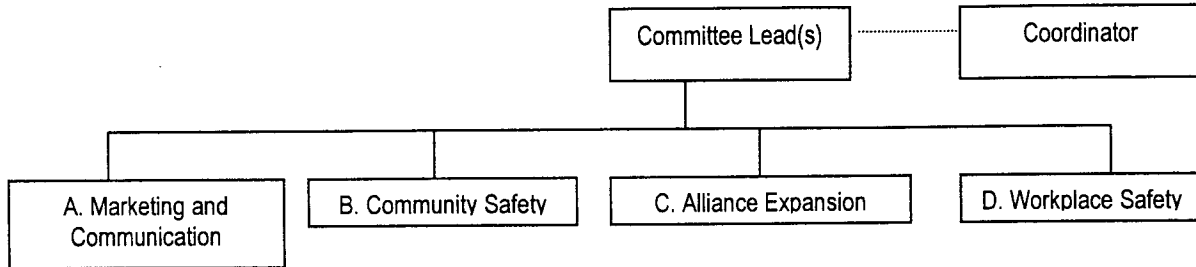 Committee Lead(s)
Coordinator
A. Marketing and
Communication
B. Community Safety
C. Alliance Expansion
D. Workplace Safety